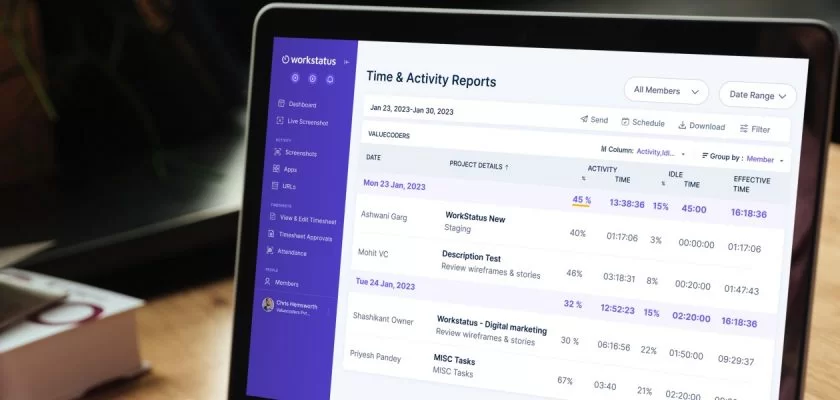 workstatus
Time & Activity Reports
All Members
Date Range
Dashboard
Live Screenshot
ACTIVITY
Screenshots
Apps
URLs
TIMESHEETS
View & Edit Timesheet
Timesheet Approvals
Attendance
PEOPLE
Members
Chris Hemsworth
Valuecoders Pvt...
Jan 23, 2023-Jan 30, 2023
Send
Schedule
Download
Filter
VALUECODERS
Column: Activity,Idl...
Group by : Member
DATE PROJECT DETAILS ↑ ACTIVITY IDLE EFFECTIVE
% TIME % TIME TIME
Mon 23 Jan, 2023 45 % 13:38:36 15% 45:00 16:18:36
Ashwani Garg WorkStatus New 40% 01:17:06 3% 00:00:00 01:17:06
Staging
Mohit VC Description Test 46% 03:18:31 8% 00:20:00 01:47:43
Review wireframes & stories
Tue 24 Jan, 2023 32 % 12:52:23 15% 02:20:00 16:18:36
Shashikant Owner Workstatus - Digital marketing 30 % 06:16:56 22% 01:50:00 09:29:37
Review wireframes & stories
Priyesh Pandey MISC Tasks 67% 03:40 21% 02:20:00
MISC Tasks